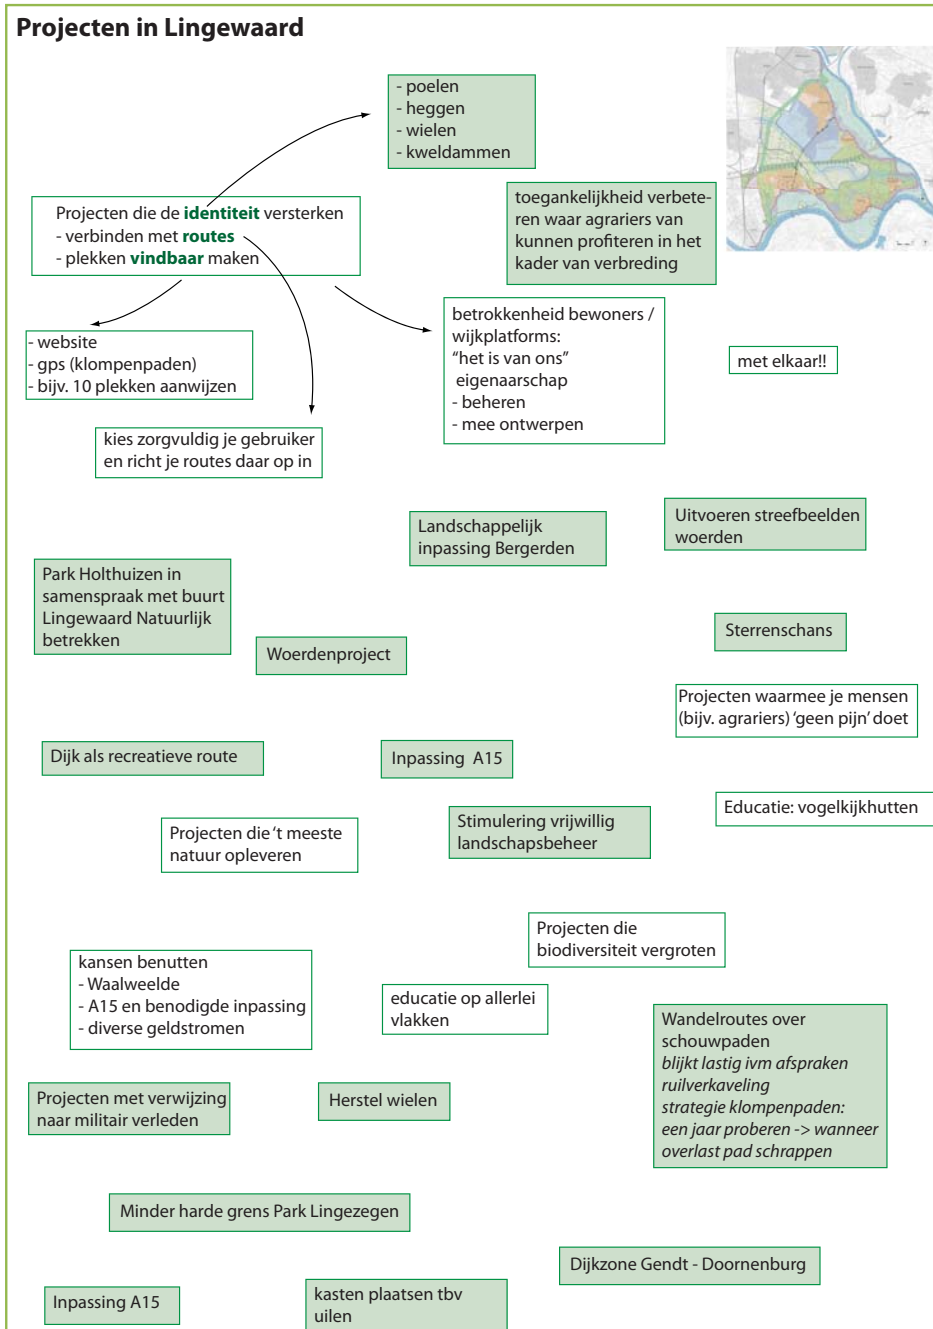 Projecten in Lingewaard
- poelen
- heggen
- wielen
- kweldammen
Projecten die de identiteit versterken
- verbinden met routes
- plekken vindbaar maken
toegankelijkheid verbete-
ren waar agrariers van
kunnen profiteren in het
kader van verbreding
- website
- gps (klompenpaden)
- bijv. 10 plekken aanwijzen
betrokkenheid bewoners /
wijkplatforms:
“het is van ons”
eigenaarschap
- beheren
- mee ontwerpen
met elkaar!!
kies zorgvuldig je gebruiker
en richt je routes daar op in
Landschappelijk
inpassing Bergerden
Uitvoeren streefbeelden
woerden
Park Holthuizen in
samenspraak met buurt
Lingewaard Natuurlijk
betrekken
Woerdenproject
Sterrenschans
Projecten waarmee je mensen
(bijv. agrariers) ‘geen pijn’ doet
Dijk als recreatieve route
Inpassing A15
Educatie: vogelkijkhutten
Projecten die ‘t meeste
natuur opleveren
Stimulering vrijwillig
landschapsbeheer
Projecten die
biodiversiteit vergroten
kansen benutten
- Waalweelde
- A15 en benodigde inpassing
- diverse geldstromen
educatie op allerlei
vlakken
Wandelroutes over
schouwpaden
blijkt lastig ivm afspraken
ruilverkaveling
strategie klompenpaden:
een jaar proberen -> wanneer
overlast pad schrappen
Projecten met verwijzing
naar militair verleden
Herstel wielen
Minder harde grens Park Lingezegen
Dijkzone Gendt - Doornenburg
Inpassing A15
kasten plaatsen tbv
uilen